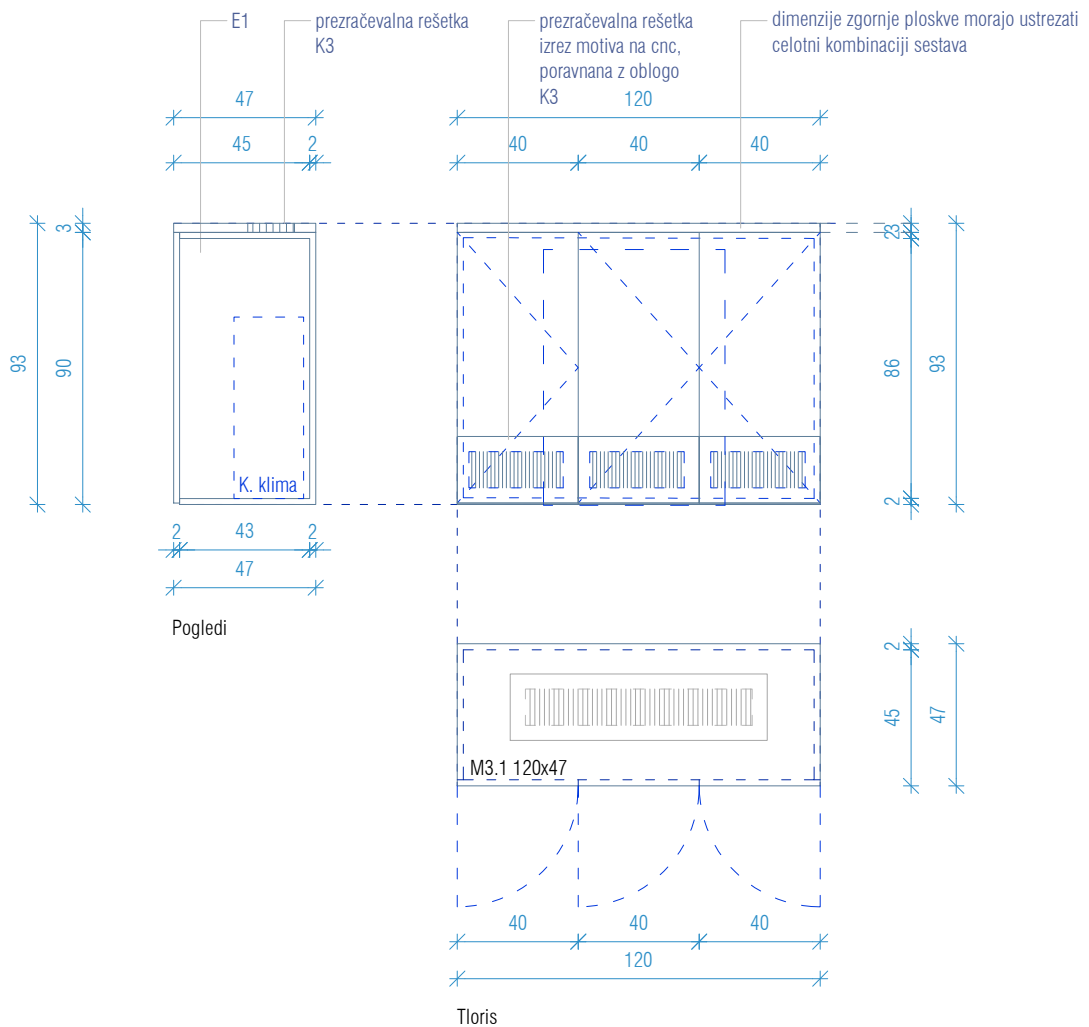 E1
prezračevalna rešetka
K3
prezračevalna rešetka
izrez motiva na cnc,
poravnana z oblogo
K3
dimenzije zgornje ploskve morajo ustrezati
celotni kombinaciji sestava
47
120
45
2
40
40
40
3
93
90
23
86
93
2
K. klima
2
43
2
47
Pogledi
2
45
47
M3.1 120x47
40
40
40
120
Tloris